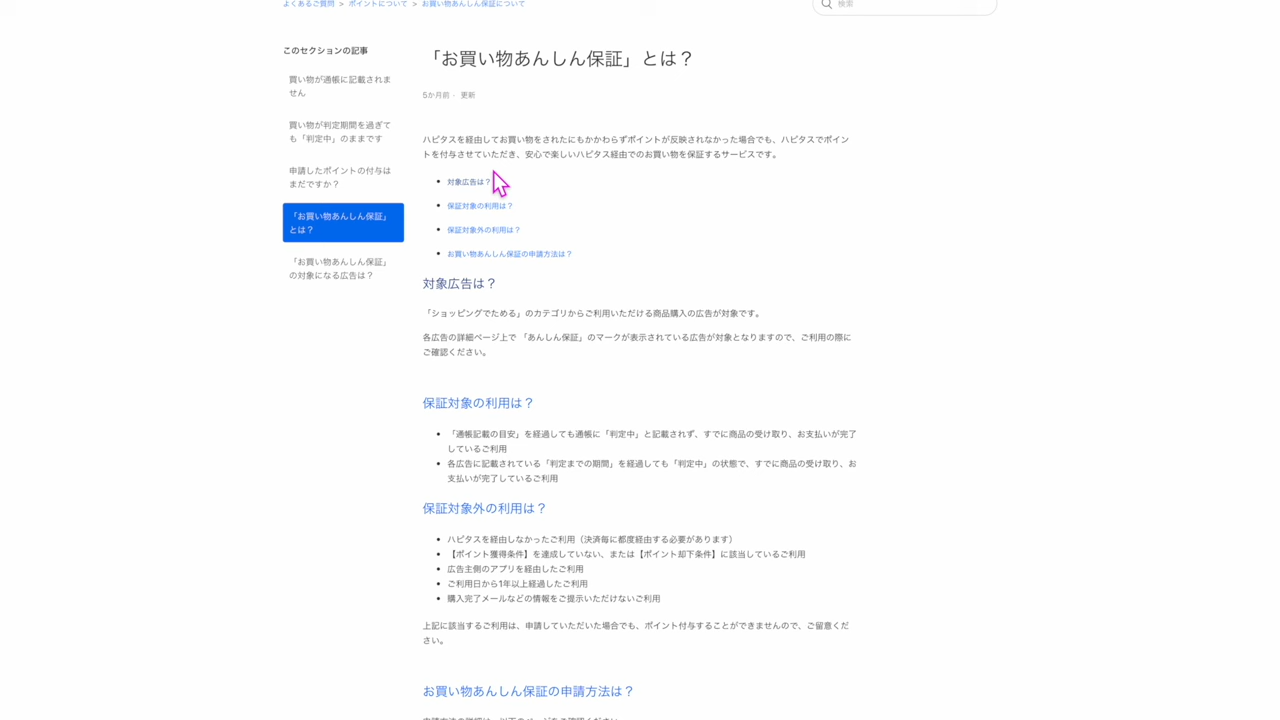 よくあるご質問 > ポイントについて > お買い物あんしん保証について
検索
このセクションの記事
買い物が通帳に記載されま
せん
買い物が判定期間を過ぎて
も「判定中」のままです
申請したポイントの付与は
まだですか？
「お買い物あんしん保証」
とは？
「お買い物あんしん保証」
の対象になる広告は？
「お買い物あんしん保証」とは？
5か月前 · 更新
ハピタスを経由してお買い物をされたにもかかわらずポイントが反映されなかった場合でも、ハピタスでポイン
トを付与させていただき、安心で楽しいハピタス経由でのお買い物を保証するサービスです。
• 対象広告は？
• 保証対象の利用は？
• 保証対象外の利用は？
• お買い物あんしん保証の申請方法は？
対象広告は？
「ショッピングでためる」のカテゴリからご利用いただける商品購入の広告が対象です。
各広告の詳細ページ上で 「あんしん保証」のマークが表示されている広告が対象となりますので、ご利用の際に
ご確認ください。
保証対象の利用は？
• 「通帳記載の目安」を経過しても通帳に「判定中」と記載されず、すでに商品の受け取り、お支払いが完了
しているご利用
• 各広告に記載されている「判定までの期間」を経過しても「判定中」の状態で、すでに商品の受け取り、お
支払いが完了しているご利用
保証対象外の利用は？
• ハピタスを経由しなかったご利用（決済毎に都度経由する必要があります）
• 【ポイント獲得条件】を達成していない、または【ポイント却下条件】に該当しているご利用
• 広告主側のアプリを経由したご利用
• ご利用日から1年以上経過したご利用
• 購入完了メールなどの情報をご提示いただけないご利用
上記に該当するご利用は、申請していただいた場合でも、ポイント付与することができませんので、ご留意くだ
さい。
お買い物あんしん保証の申請方法は？